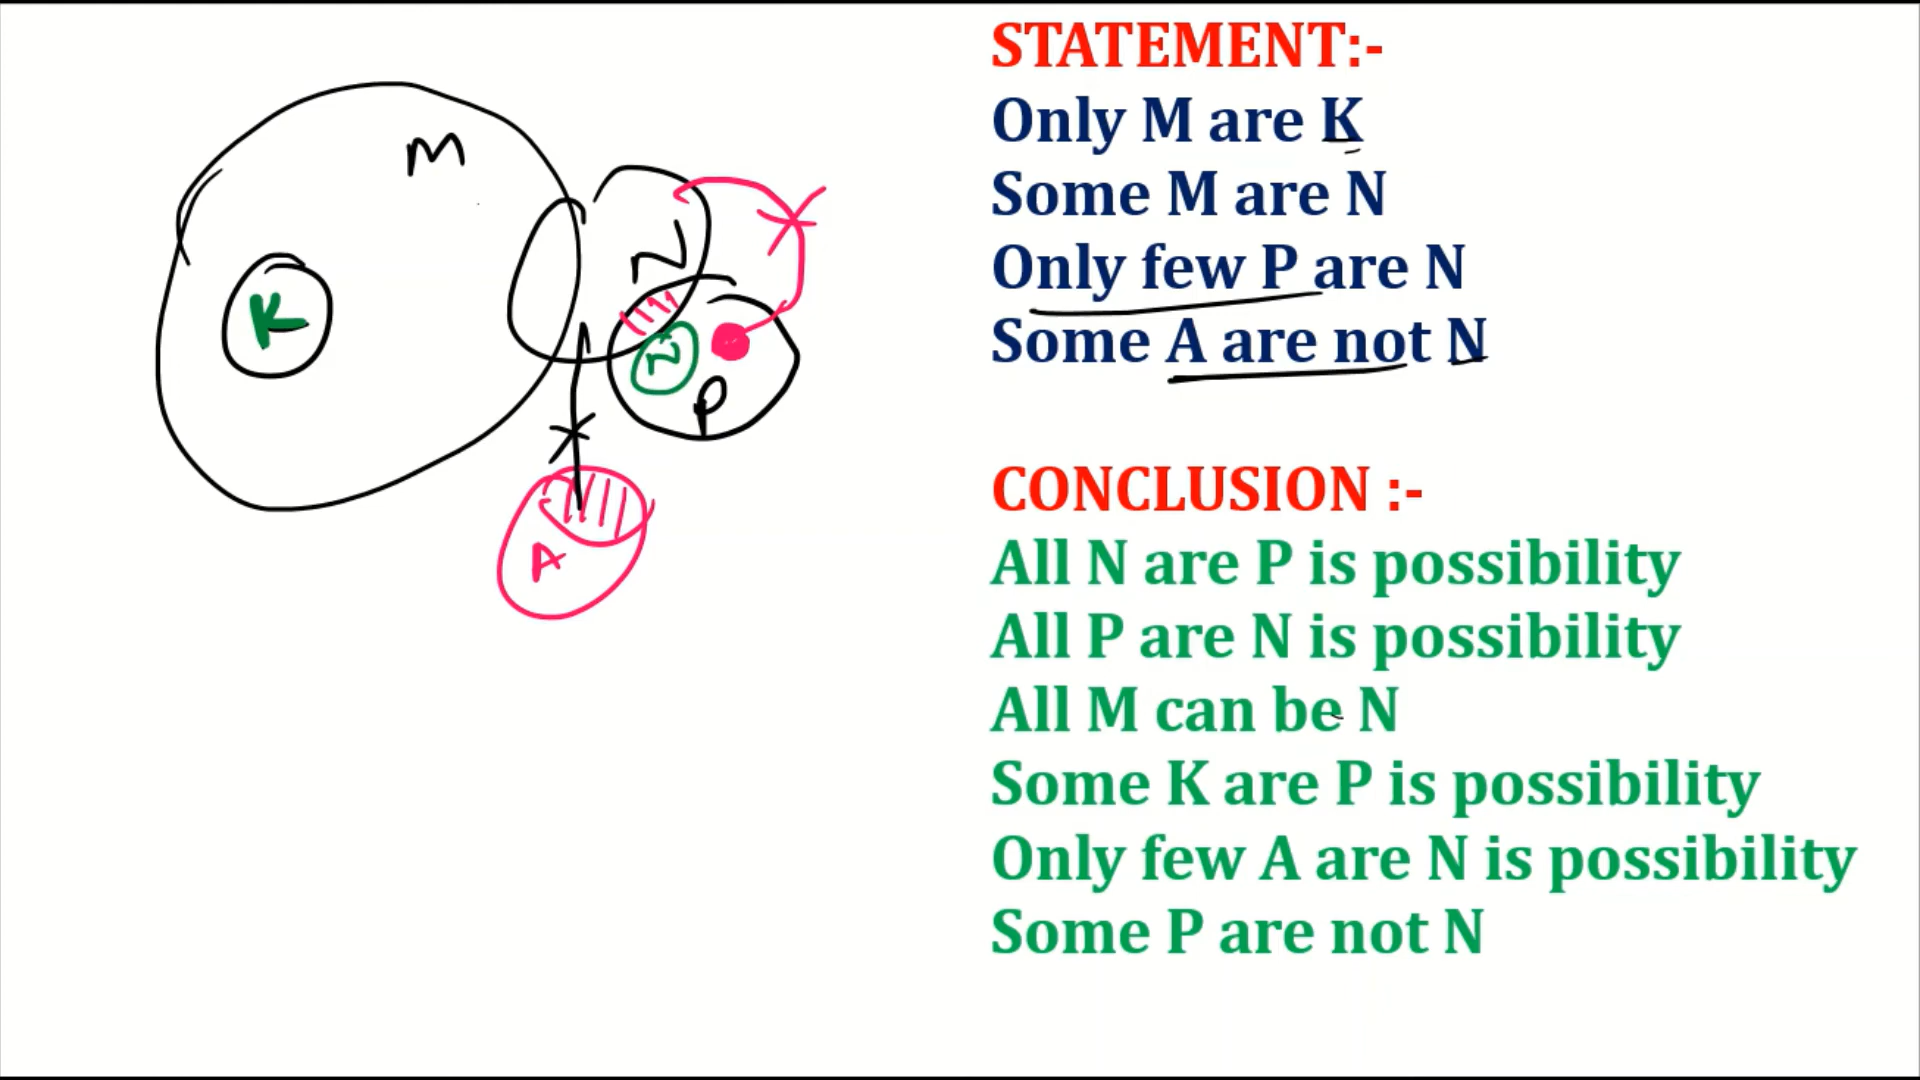 M
K
N
N
P
A
STATEMENT:-
Only M are K
Some M are N
Only few P are N
Some A are not N
CONCLUSION :-
All N are P is possibility
All P are N is possibility
All M can be N
Some K are P is possibility
Only few A are N is possibility
Some P are not N